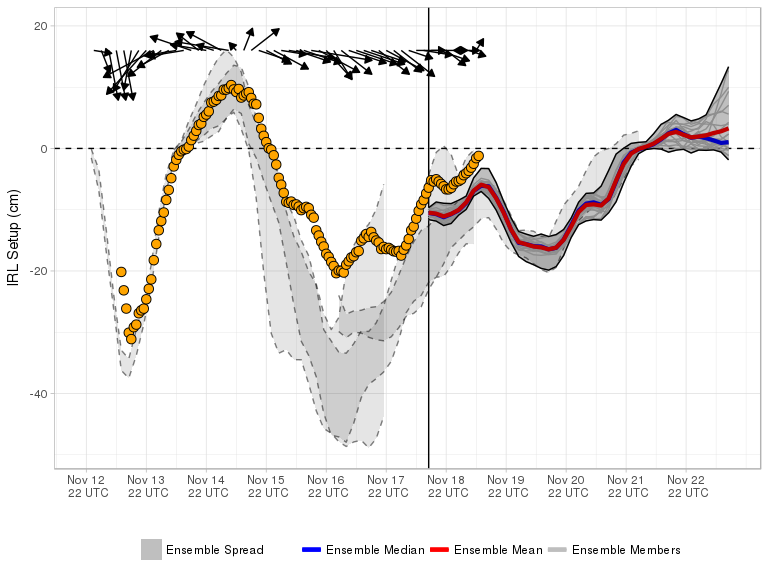 20
0
-20
-40
IRL Setup (cm)
Nov 12 Nov 13 Nov 14 Nov 15 Nov 16 Nov 17 Nov 18 Nov 19 Nov 20 Nov 21 Nov 22
22 UTC 22 UTC 22 UTC 22 UTC 22 UTC 22 UTC 22 UTC 22 UTC 22 UTC 22 UTC 22 UTC
Ensemble Spread Ensemble Median Ensemble Mean Ensemble Members